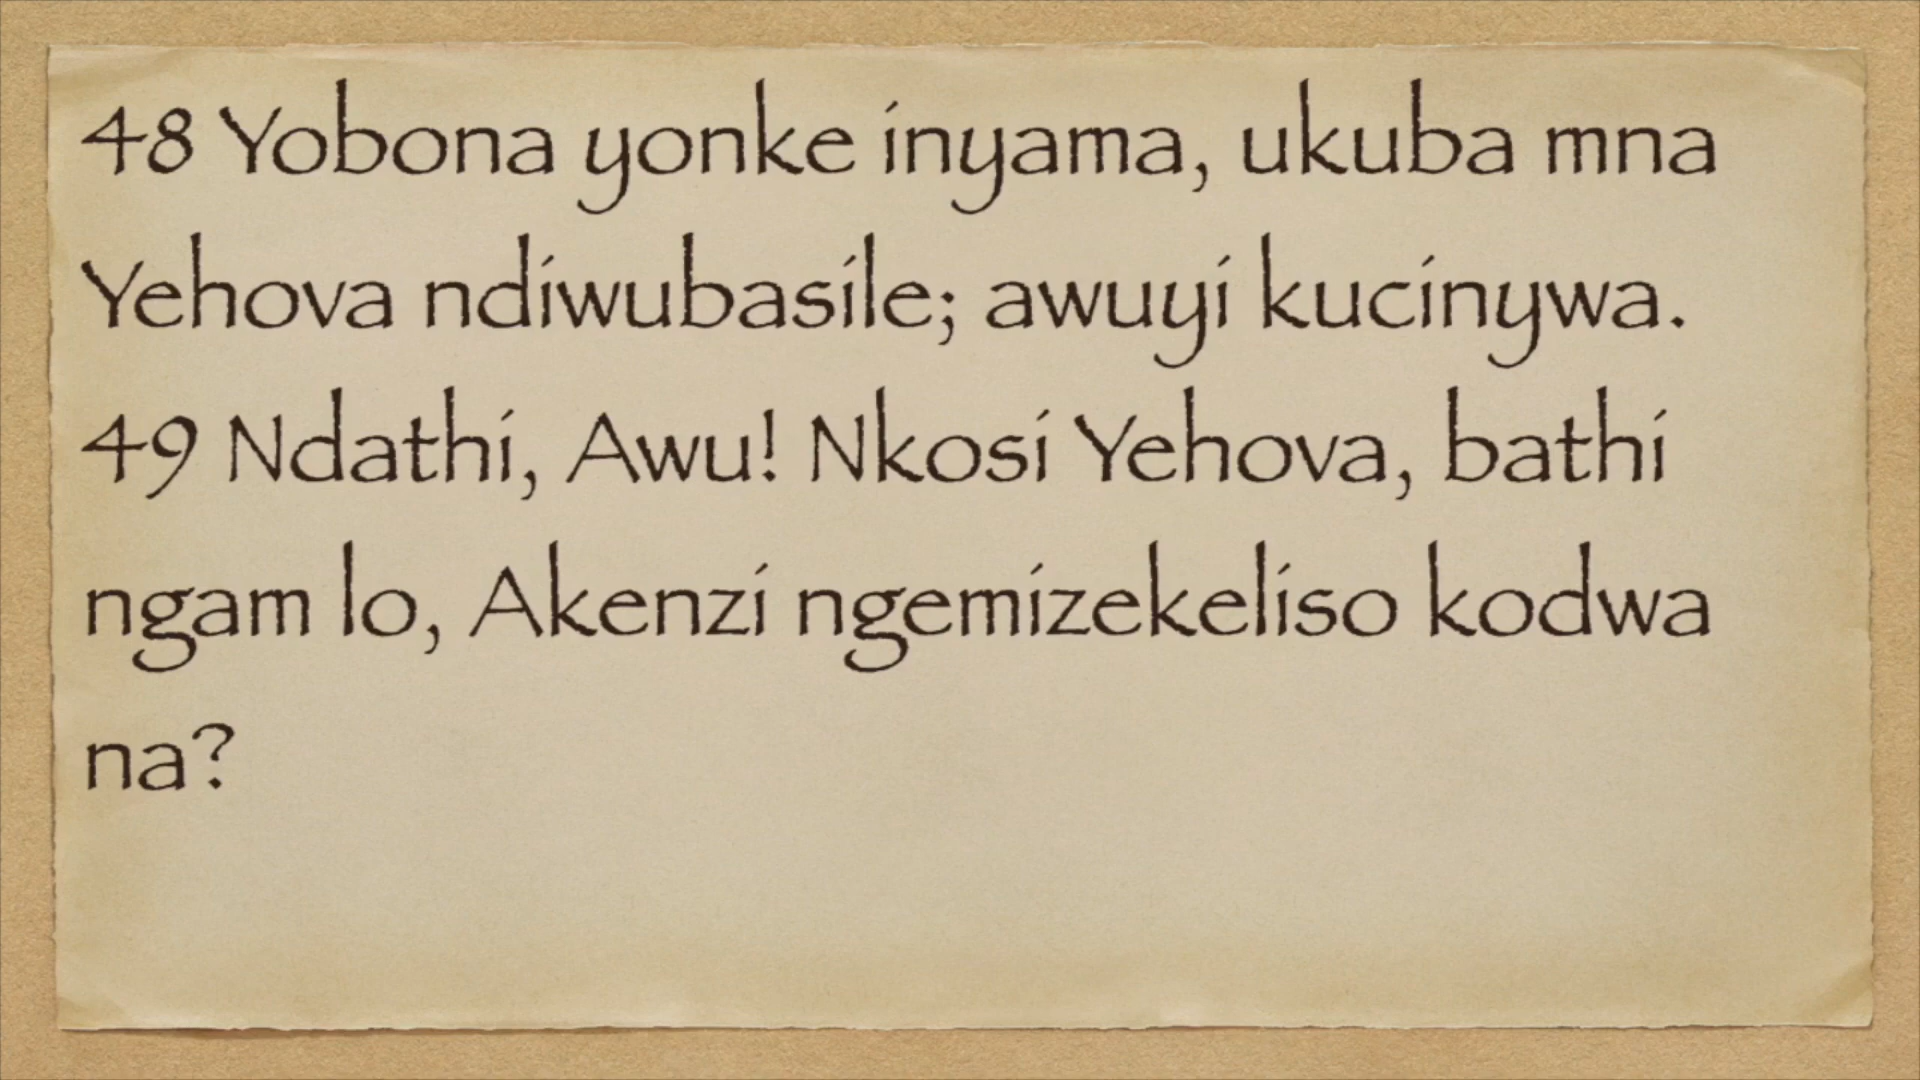 48 Yobona yonke inyama, ukuba mna
Yehova ndiwubasile; awuyi kucinywa.
49 Ndathi, Awu! Nkosi Yehova, bathi
ngam lo, Akenzi ngemizekeliso kodwa
na?